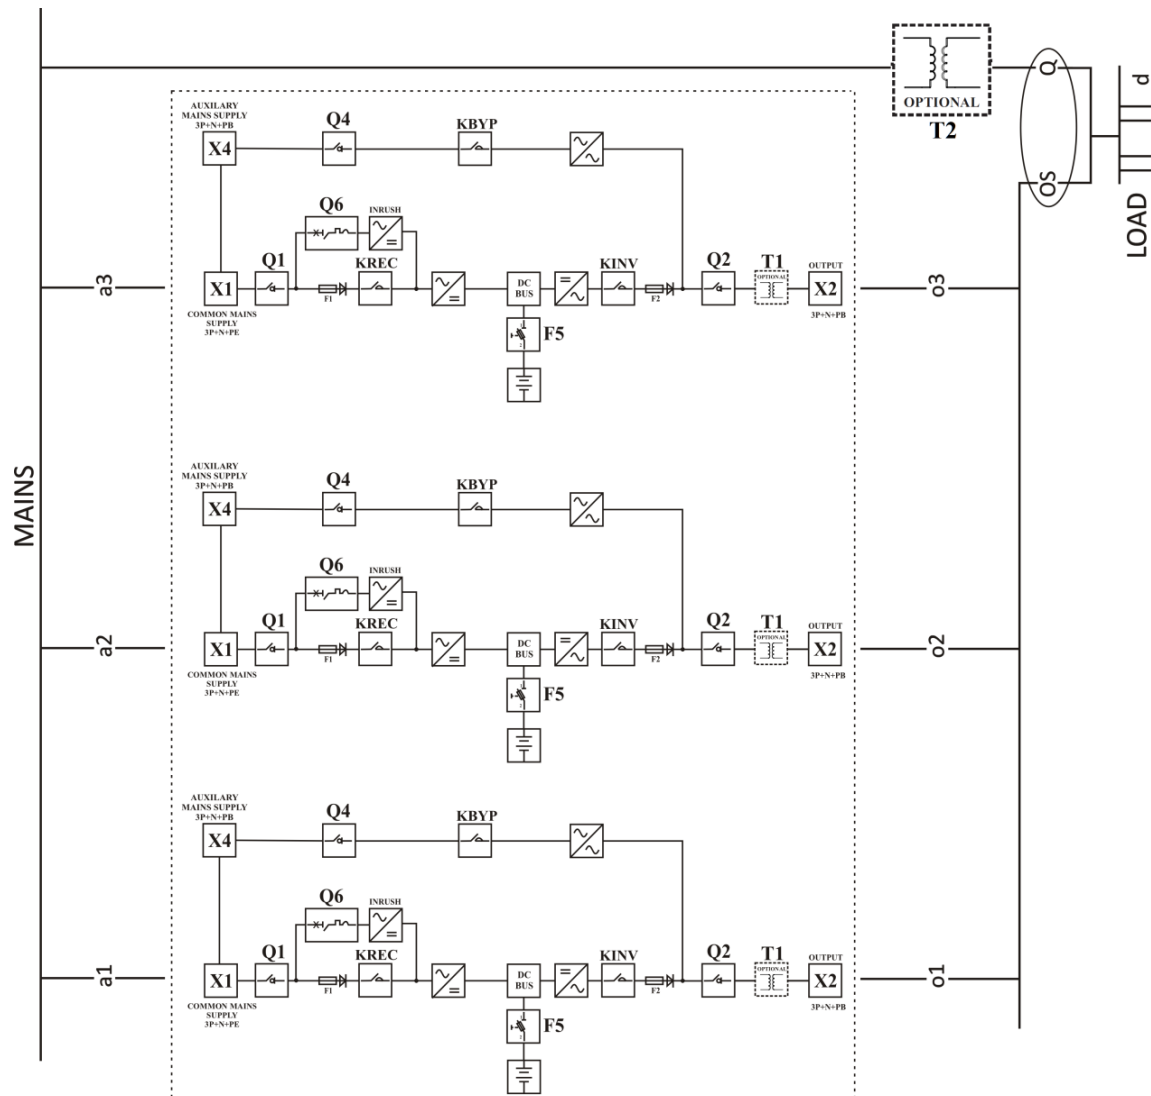 OPTIONAL
T2
Q
OS
d
LOAD
MAINS
AUXILARY
MAINS SUPPLY
3P+N+PB
X4
Q4
KBYP
Q6
INRUSH
a3
X1
Q1
F1
KREC
DC
BUS
KINV
F2
Q2
T1
OPTIONAL
OUTPUT
X2
3P+N+PB
o3
COMMON MAINS
SUPPLY
3P+N+PE
F5
AUXILARY
MAINS SUPPLY
3P+N+PB
X4
Q4
KBYP
Q6
INRUSH
a2
X1
Q1
F1
KREC
DC
BUS
KINV
F2
Q2
T1
OPTIONAL
OUTPUT
X2
3P+N+PB
o2
COMMON MAINS
SUPPLY
3P+N+PE
F5
AUXILARY
MAINS SUPPLY
3P+N+PB
X4
Q4
KBYP
Q6
INRUSH
a1
X1
Q1
F1
KREC
DC
BUS
KINV
F2
Q2
T1
OPTIONAL
OUTPUT
X2
3P+N+PB
o1
COMMON MAINS
SUPPLY
3P+N+PE
F5